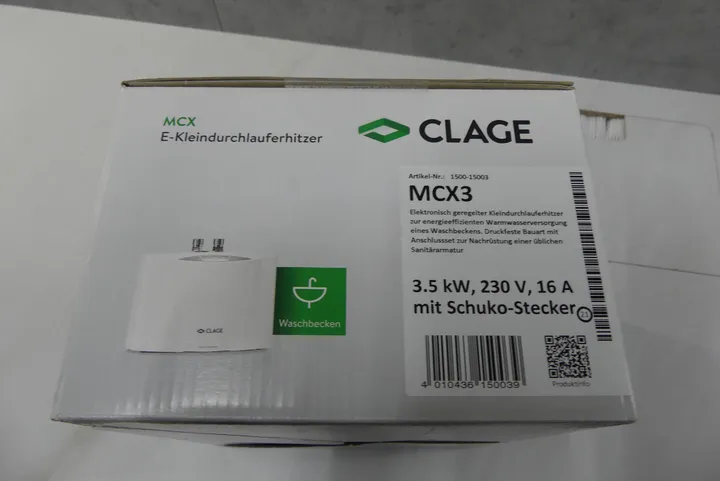 MCX
E-Kleindurchlauferhitzer
CLAGE
Artikel-Nr.: 1500-15003
MCX3
Elektronisch geregelter Kleindurchlauferhitzer
zur energieeffizienten Warmwasserversorgung
eines Waschbeckens. Druckfeste Bauart mit
Anschlussset zur Nachrüstung einer üblichen
Sanitärarmatur
3.5 kW, 230 V, 16 A
mit Schuko-Stecker
4 010436 150039
Produktinfo
CLAGE
Waschbecken